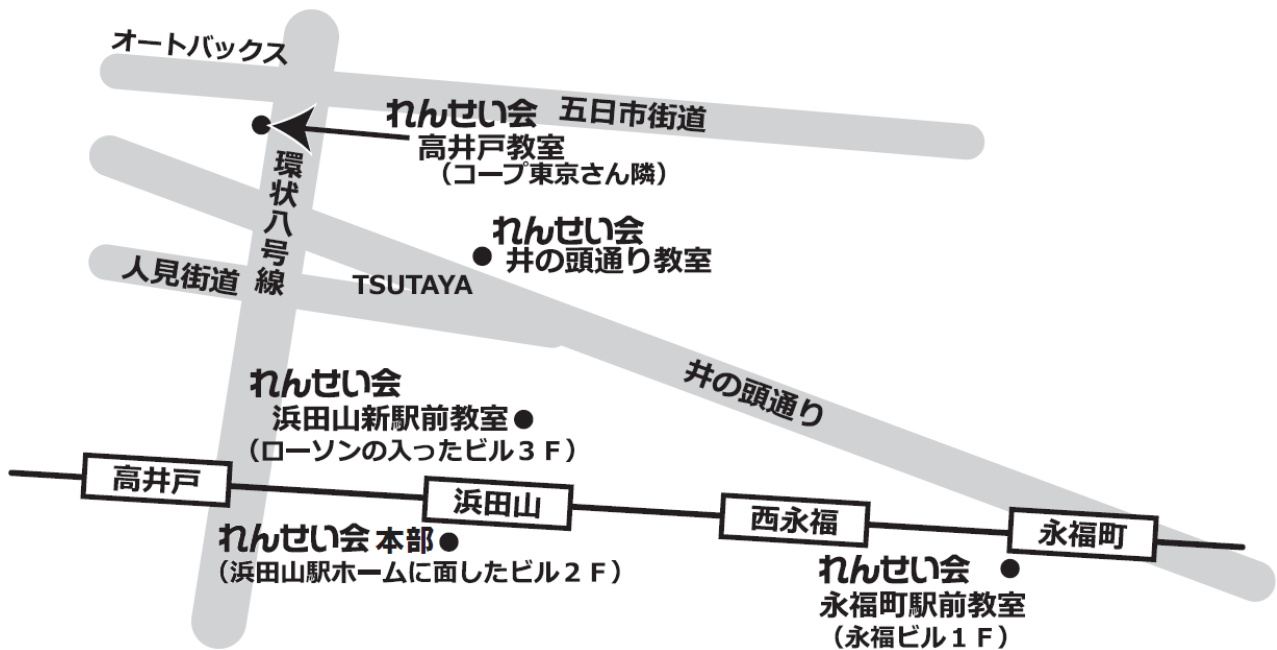 オートバックス
れんせい会
高井戸教室
（コープ東京さん隣）
五日市街道
環状八号線
れんせい会
井の頭通り教室
人見街道
TSUTAYA
井の頭通り
れんせい会
浜田山新駅前教室
（ローソンの入ったビル３Ｆ）
高井戸
浜田山
西永福
永福町
れんせい会 本部
（浜田山駅ホームに面したビル２Ｆ）
れんせい会
永福町駅前教室
（永福ビル１Ｆ）